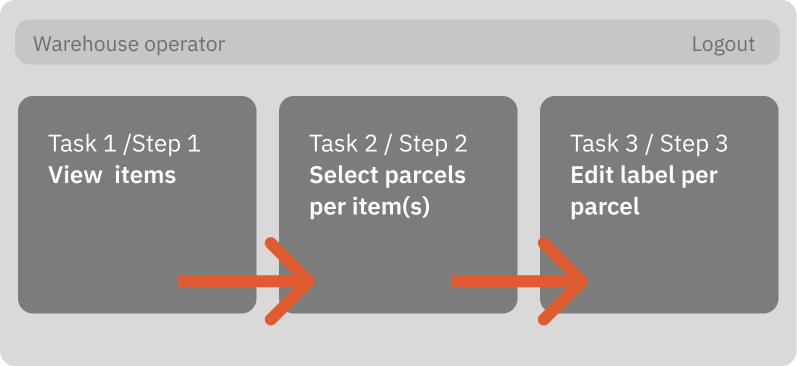 Warehouse operator
Logout
Task 1 /Step 1
View  items
Task 2 / Step 2
Select parcels
per item(s)
Task 3 / Step 3
Edit label per
parcel